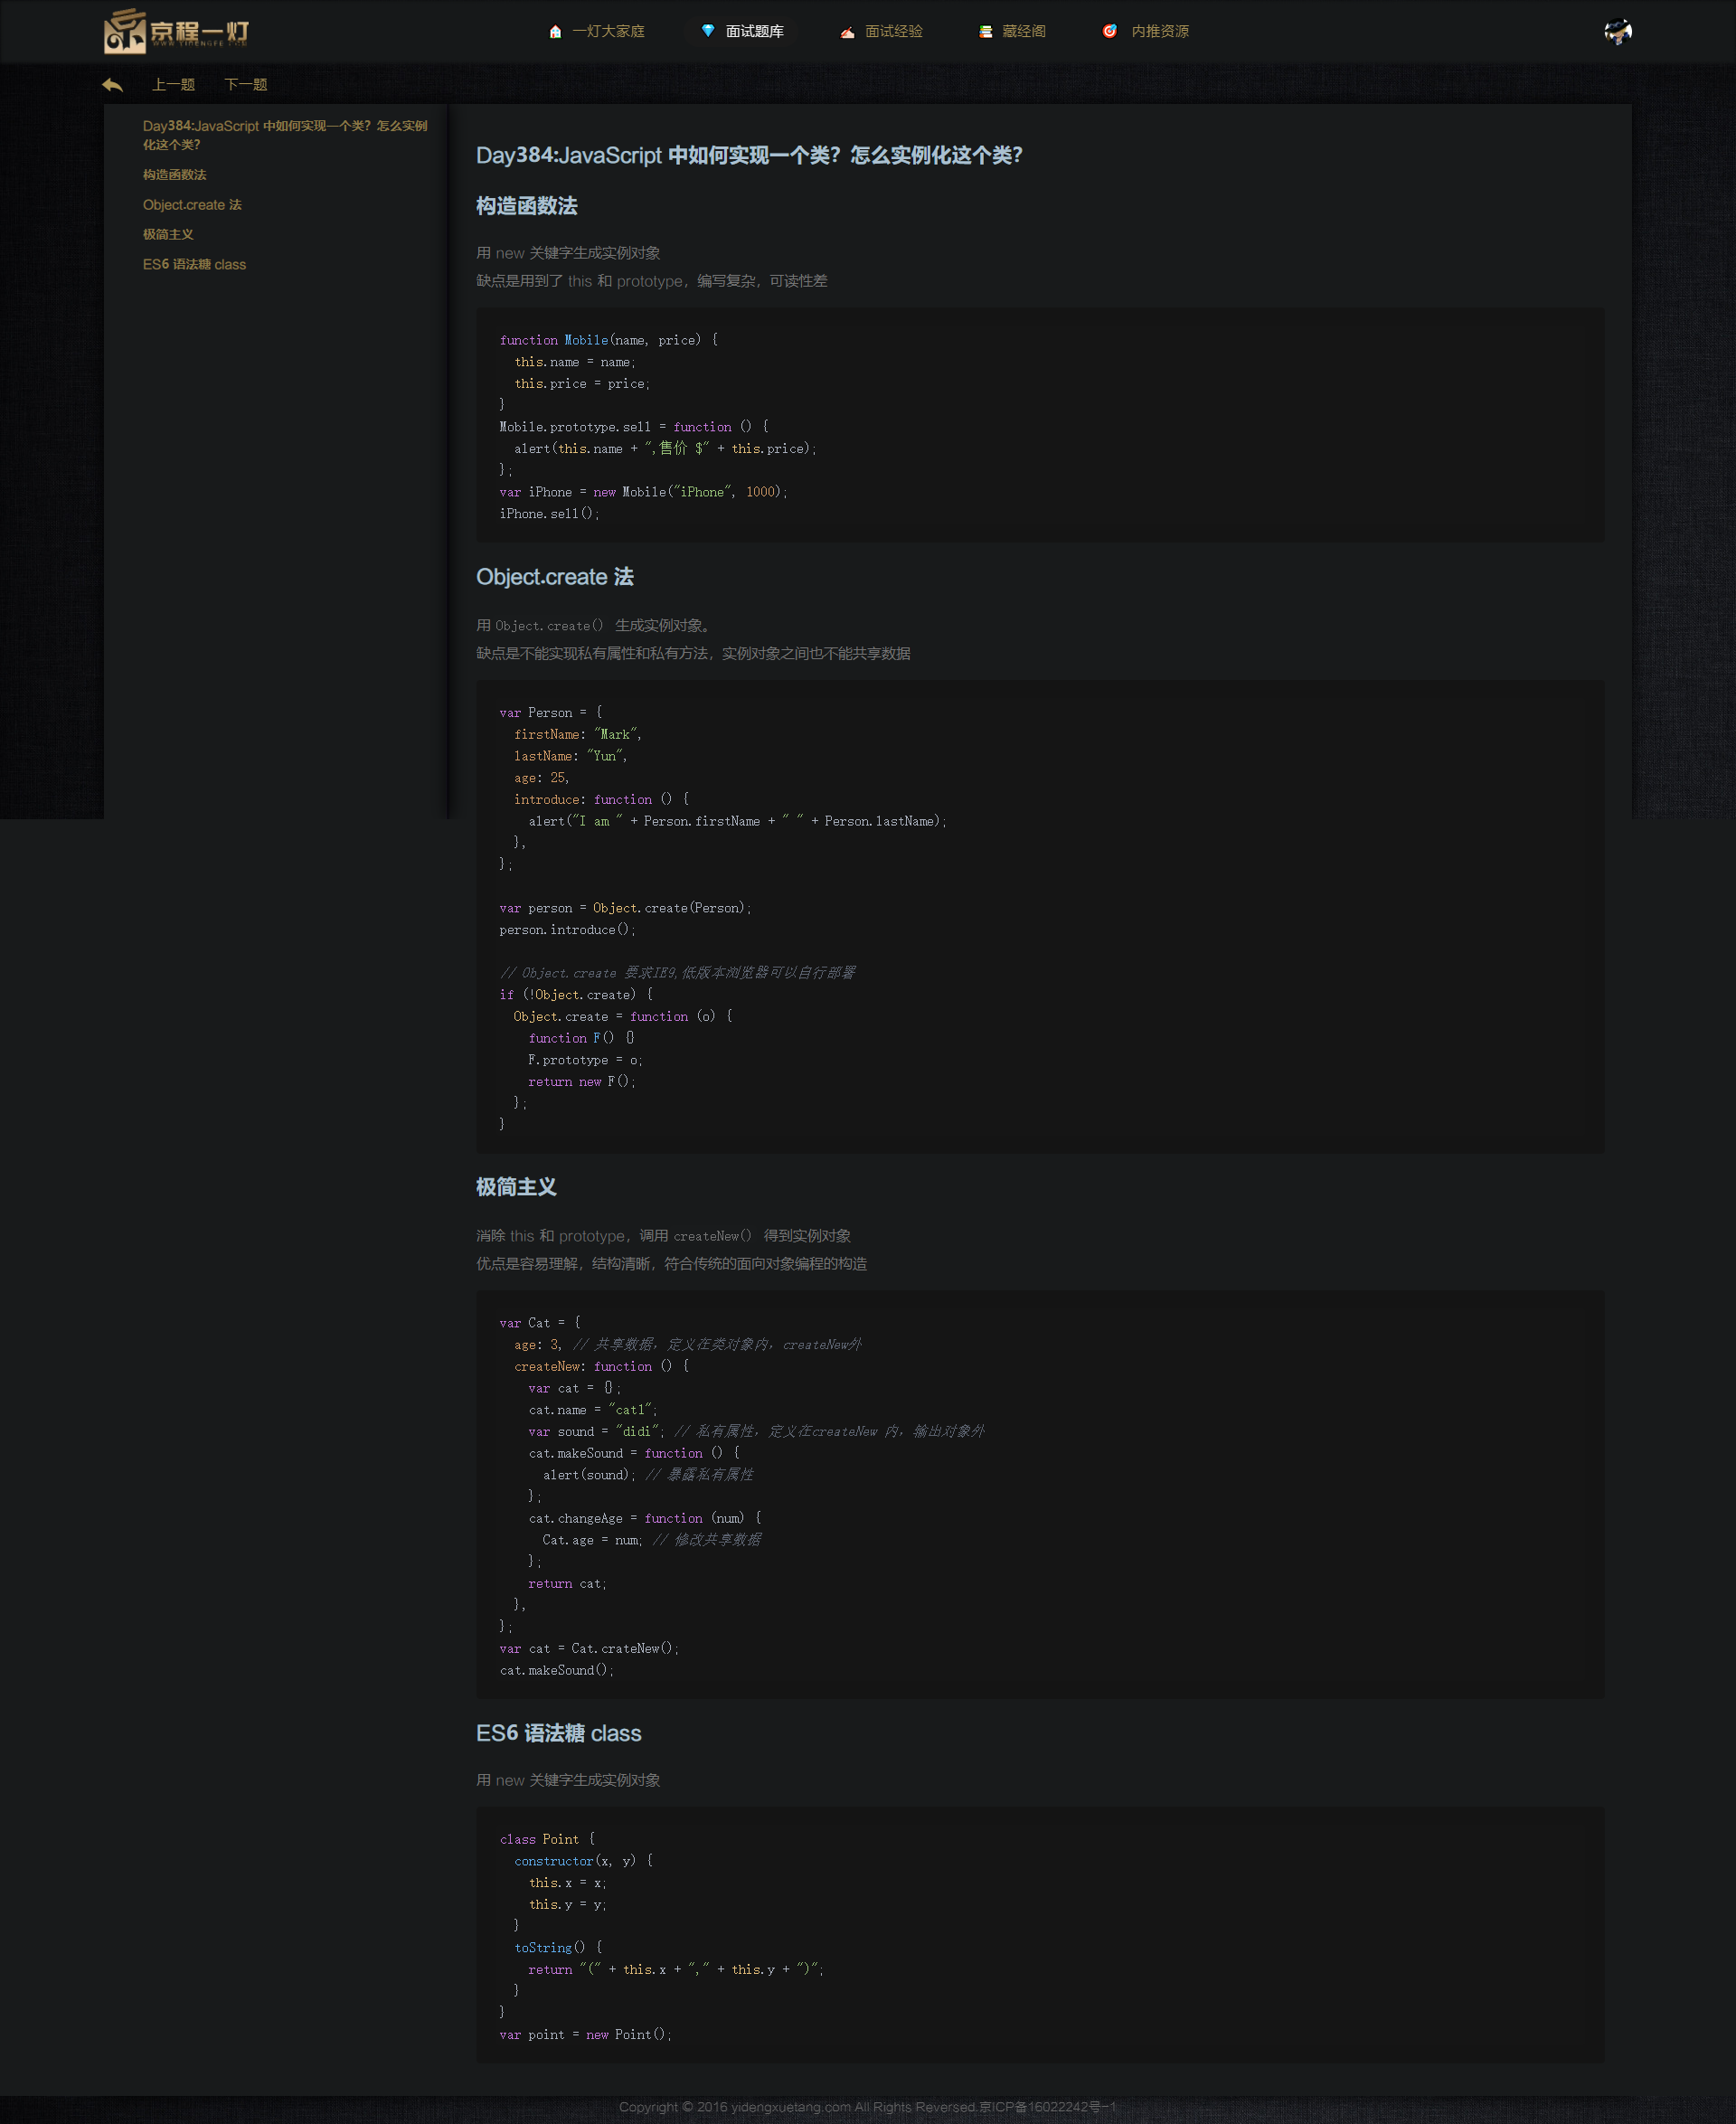 京程一灯
WWW.YIDENGFE.COM
一灯大家庭
面试题库
面试经验
藏经阁
内推资源
上一题
下一题
Day384:JavaScript 中如何实现一个类？怎么实例
化这个类？
构造函数法
Object.create 法
极简主义
ES6 语法糖 class
Day384:JavaScript 中如何实现一个类？怎么实例化这个类？
构造函数法
用 new 关键字生成实例对象
缺点是用到了 this 和 prototype，编写复杂，可读性差
function Mobile(name, price) {
  this.name = name;
  this.price = price;
}
Mobile.prototype.sell = function () {
  alert(this.name + ",售价 $" + this.price);
};
var iPhone = new Mobile("iPhone", 1000);
iPhone.sell();
Object.create 法
用 Object.create() 生成实例对象。
缺点是不能实现私有属性和私有方法，实例对象之间也不能共享数据
var Person = {
  firstName: "Mark",
  lastName: "Yun",
  age: 25,
  introduce: function () {
    alert("I am " + Person.firstName + " " + Person.lastName);
  },
};
var person = Object.create(Person);
person.introduce();
// Object.create 要求IE9,低版本浏览器可以自行部署
if (!Object.create) {
  Object.create = function (o) {
    function F() {}
    F.prototype = o;
    return new F();
  };
}
极简主义
消除 this 和 prototype，调用 createNew() 得到实例对象
优点是容易理解，结构清晰，符合传统的面向对象编程的构造
var Cat = {
  age: 3, // 共享数据，定义在类对象内，createNew外
  createNew: function () {
    var cat = {};
    cat.name = "cat1";
    var sound = "didi"; // 私有属性，定义在createNew 内，输出对象外
    cat.makeSound = function () {
      alert(sound); // 暴露私有属性
    };
    cat.changeAge = function (num) {
      Cat.age = num; // 修改共享数据
    };
    return cat;
  },
};
var cat = Cat.crateNew();
cat.makeSound();
ES6 语法糖 class
用 new 关键字生成实例对象
class Point {
  constructor(x, y) {
    this.x = x;
    this.y = y;
  }
  toString() {
    return "(" + this.x + "," + this.y + ")";
  }
}
var point = new Point();
Copyright © 2016 yidengxuetang.com All Rights Reversed.京ICP备16022242号-1